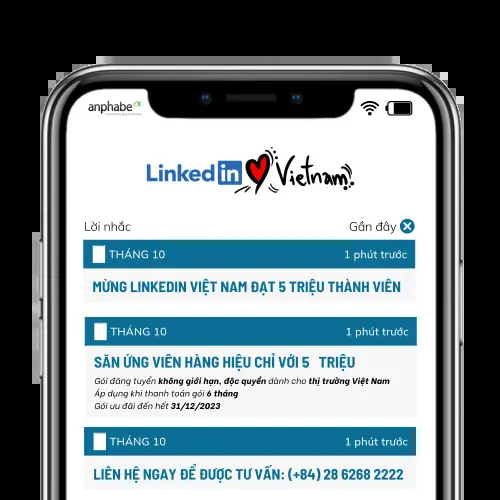 anphabe
Linked in Vietnam
Lời nhắc
Gần đây
THÁNG 10
1 phút trước
MỪNG LINKEDIN VIỆT NAM ĐẠT 5 TRIỆU THÀNH VIÊN
THÁNG 10
1 phút trước
SĂN ỨNG VIÊN HÀNG HIỆU CHỈ VỚI 5 TRIỆU
Gói đăng tuyển không giới hạn, độc quyền dành cho thị trường Việt Nam
Áp dụng khi thanh toán gói 6 tháng
Gói ưu đãi đến hết 31/12/2023
THÁNG 10
1 phút trước
LIÊN HỆ NGAY ĐỂ ĐƯỢC TƯ VẤN: (+84) 28 6268 2222